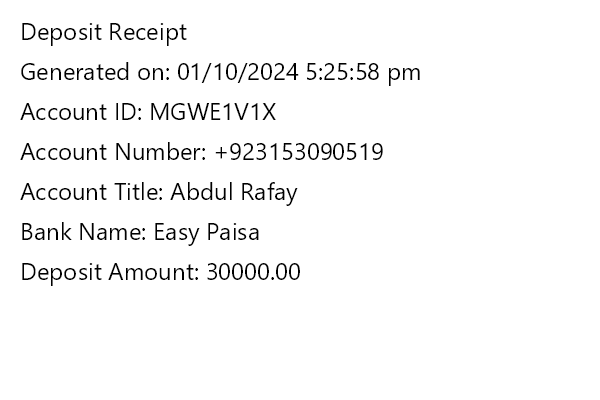 Deposit Receipt
Generated on: 01/10/2024 5:25:58 pm
Account ID: MGWE1V1X
Account Number: +923153090519
Account Title: Abdul Rafay
Bank Name: Easy Paisa
Deposit Amount: 30000.00